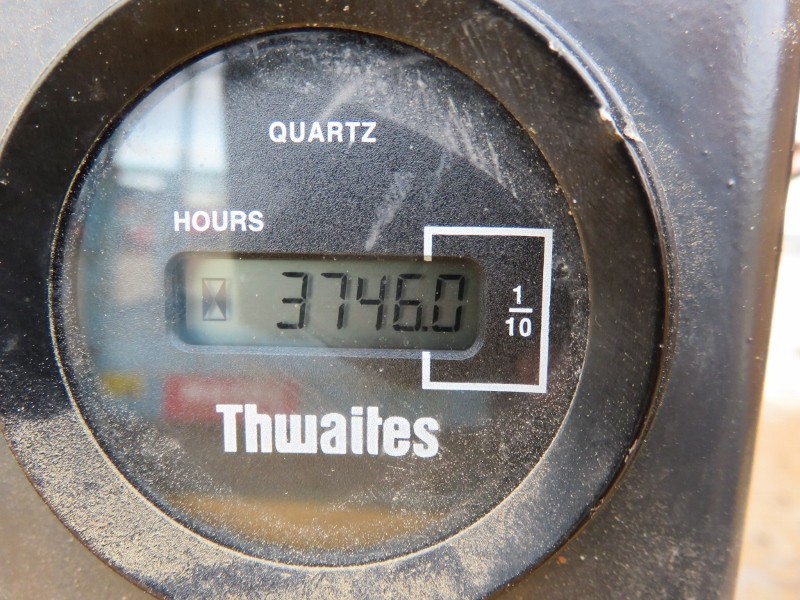 QUARTZ
HOURS
3746.0
1
10
Thwaites